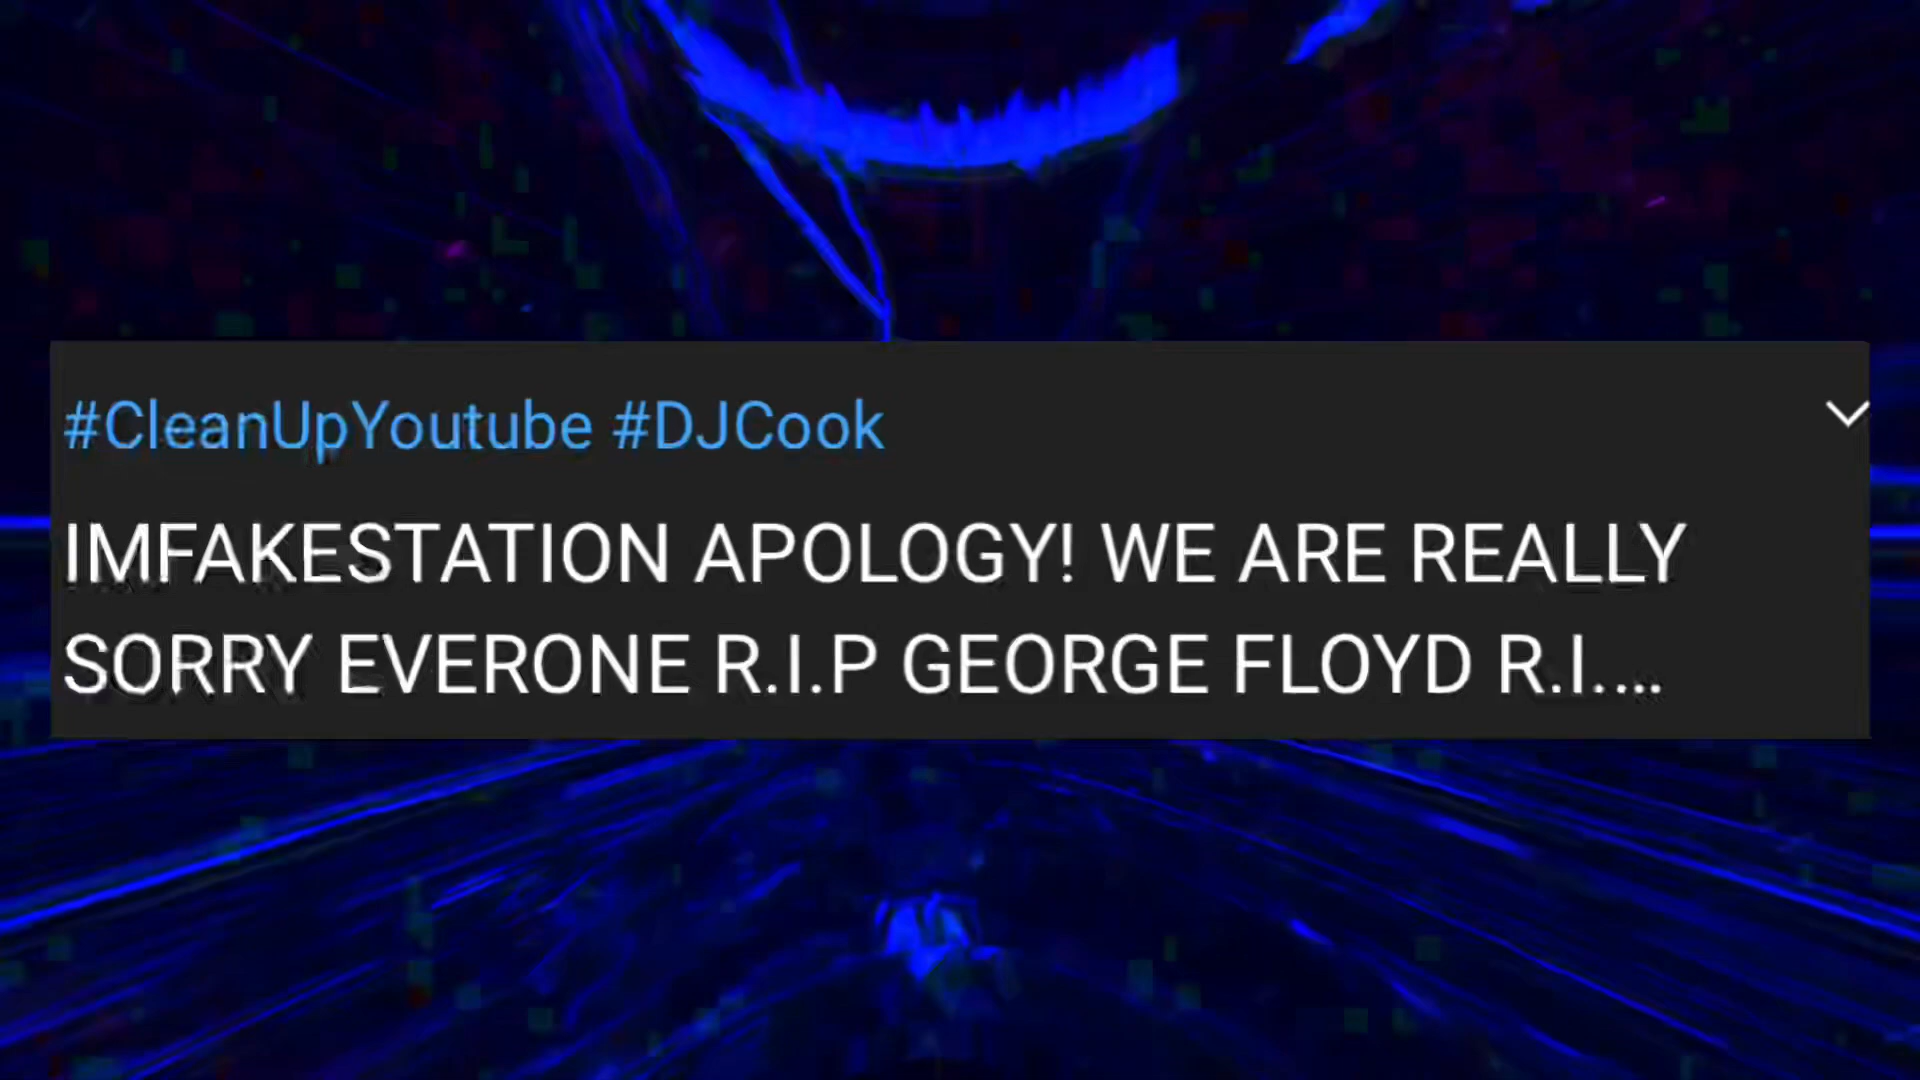 #CleanUpYoutube #DJCook
IMFAKESTATION APOLOGY! WE ARE REALLY
SORRY EVERONE R.I.P GEORGE FLOYD R.I....